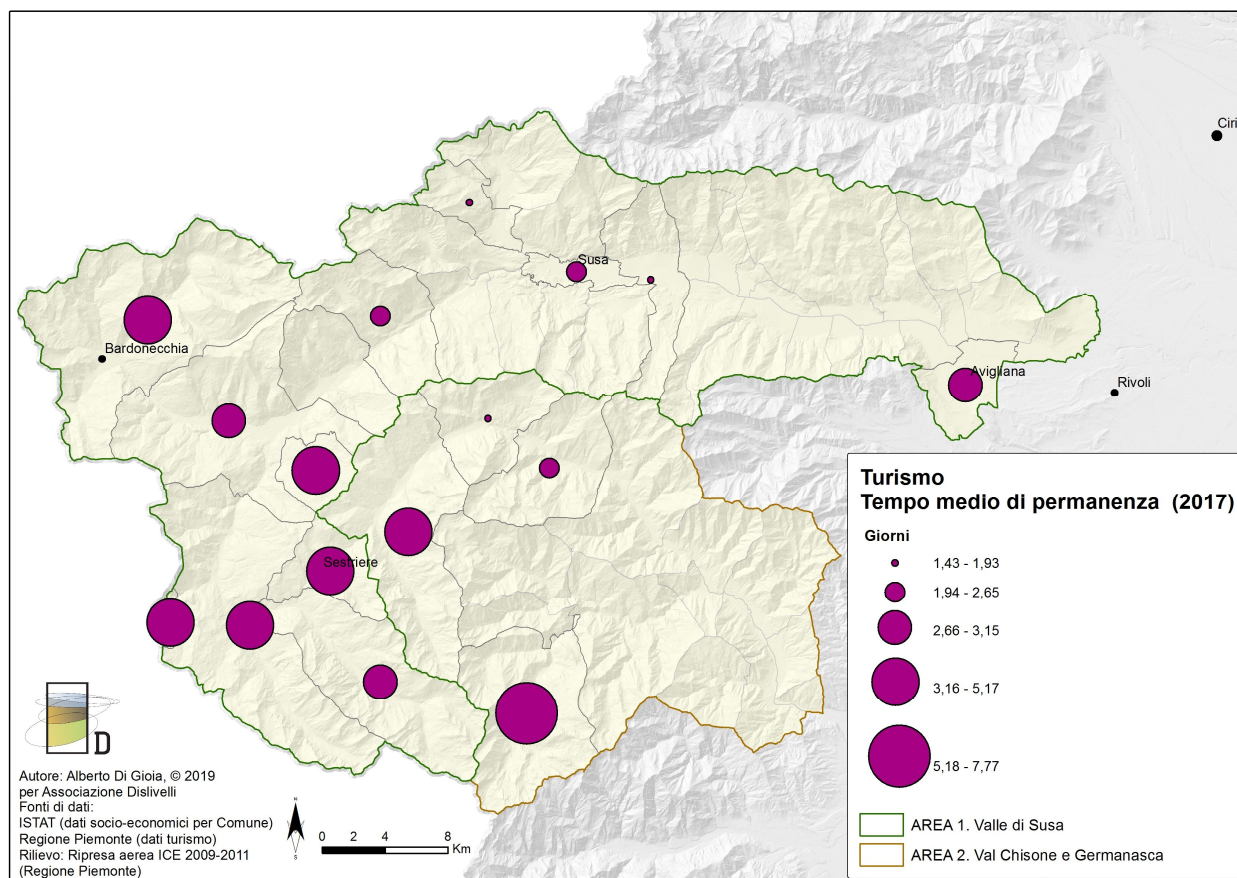 Ciri
Susa
Bardonecchia
Avigliana
Rivoli
Sestriere
Turismo
Tempo medio di permanenza (2017)
Giorni
1,43 - 1,93
1,94 - 2,65
2,66 - 3,15
3,16 - 5,17
5,18 - 7,77
AREA 1. Valle di Susa
AREA 2. Val Chisone e Germanasca
D
Autore: Alberto Di Gioia, © 2019
per Associazione Dislivelli
Fonti di dati:
ISTAT (dati socio-economici per Comune)
Regione Piemonte (dati turismo)
Rilievo: Ripresa aerea ICE 2009-2011
(Regione Piemonte)
N
S
0 2 4 8
Km